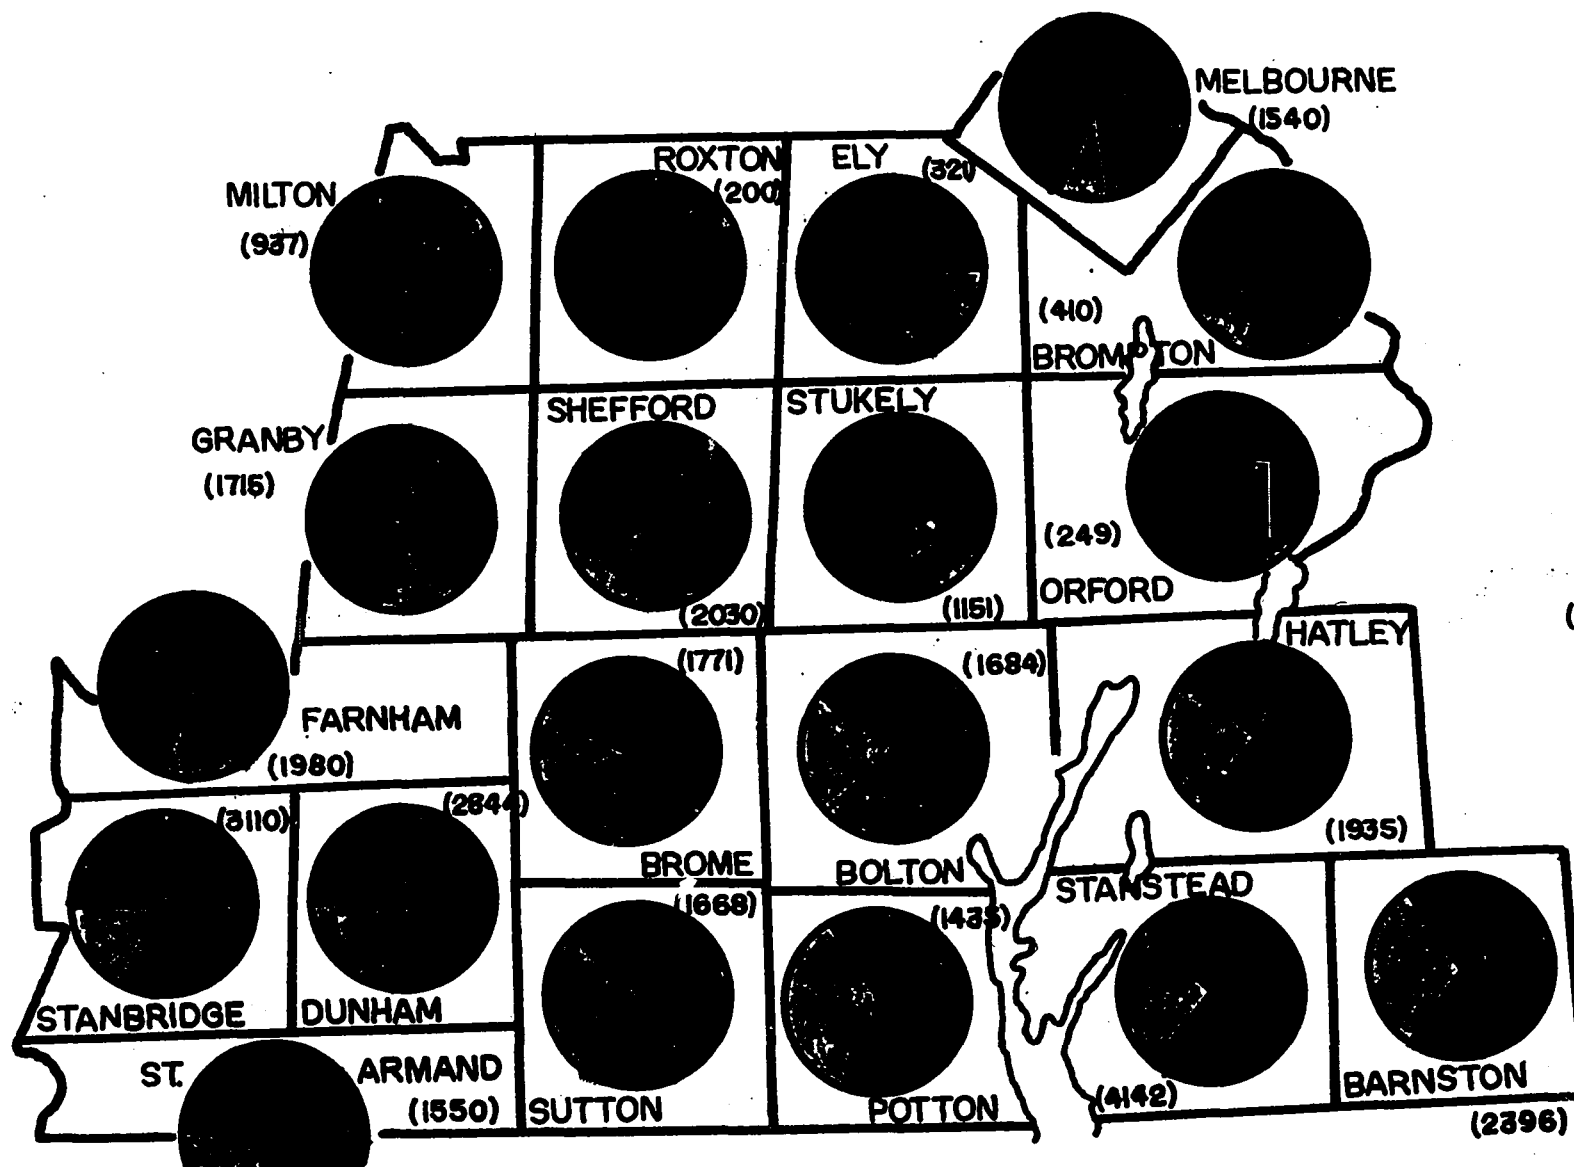 MELBOURNE
(1540)
ROXTON
(200)
ELY
(321)
MILTON
(937)
(410)
BROMPTON
GRANBY
(1715)
SHEFFORD
(2030)
STUKELY
(1151)
(249)
ORFORD
HATLEY
(1935)
FARNHAM
(1980)
(1771)
BROME
(1684)
BOLTON
(3110)
STANBRIDGE
(2844)
DUNHAM
(1668)
SUTTON
(1435)
POTTON
STANSTEAD
(4142)
BARNSTON
(2396)
ST. ARMAND
(1550)